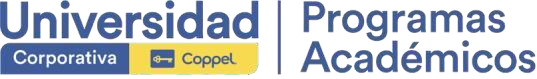 Universidad
Corporativa Coppel
Programas
Académicos